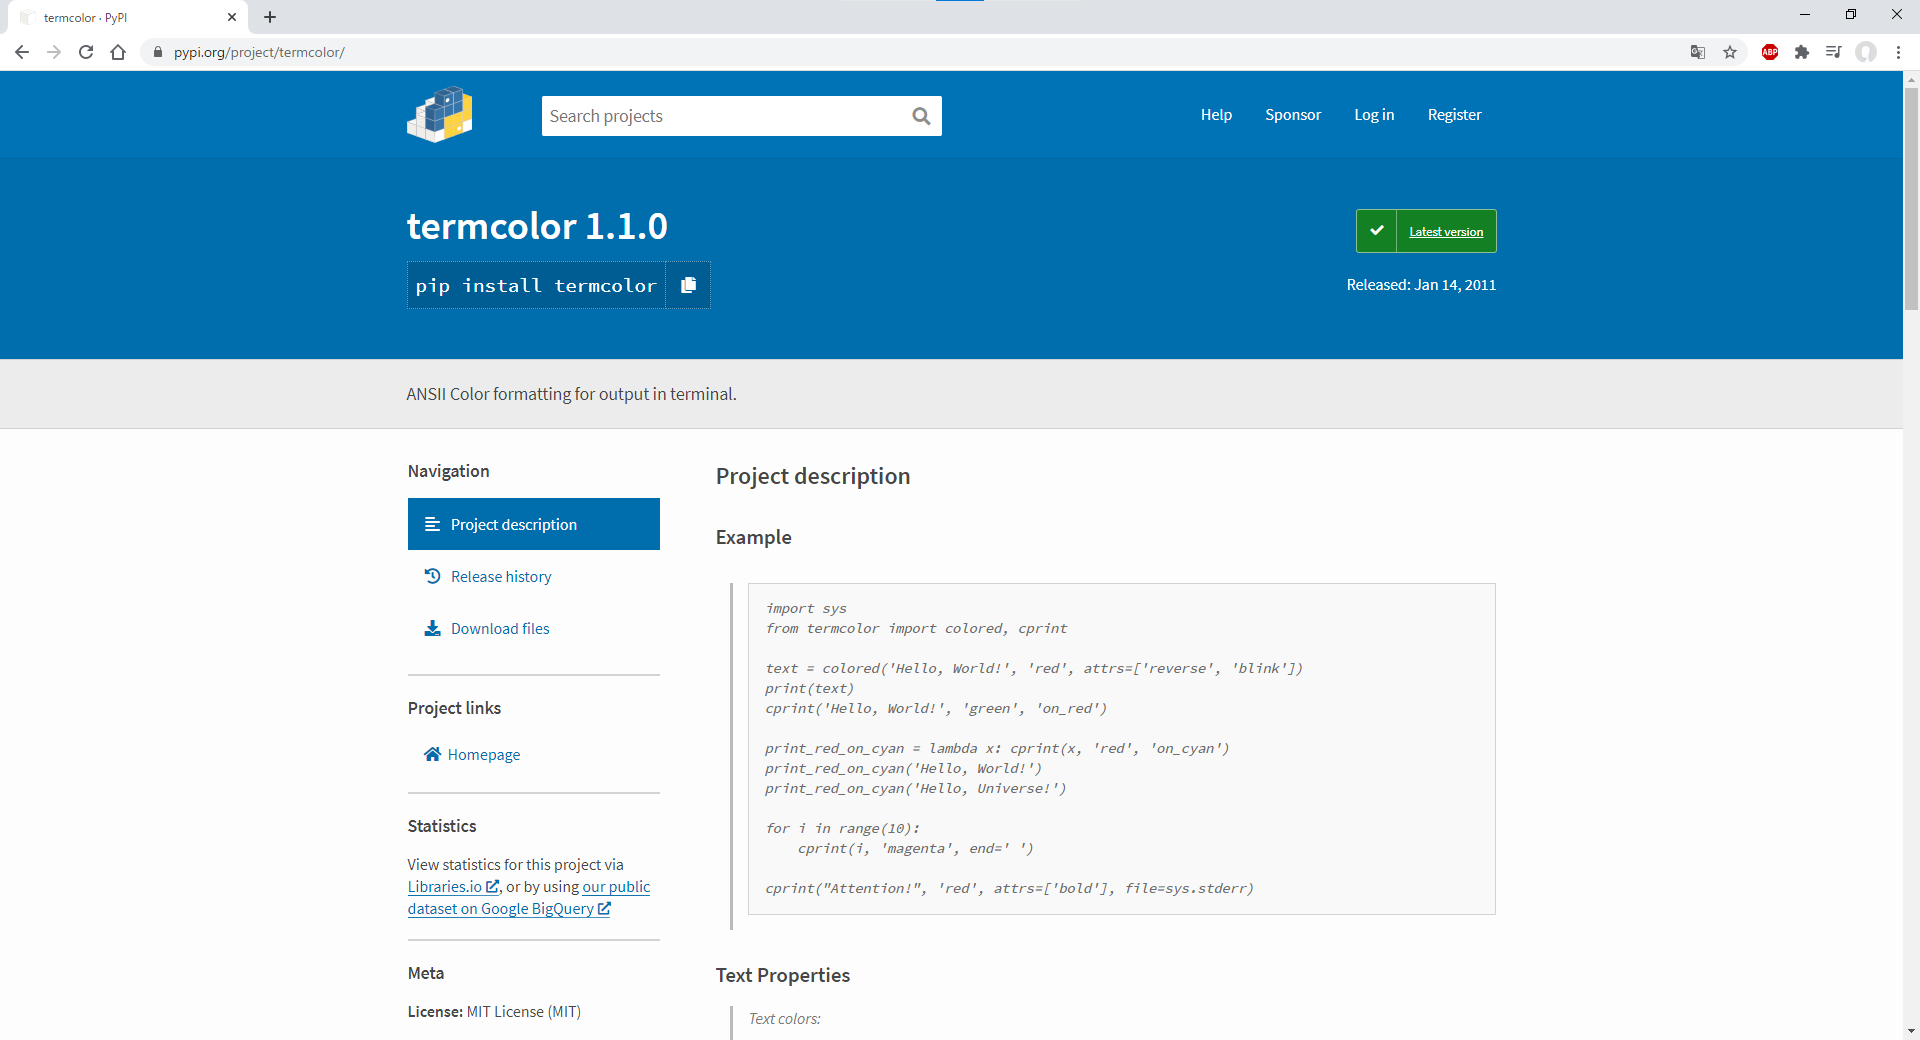 termcolor · PyPI
pypi.org/project/termcolor/
ABP
Search projects
Help
Sponsor
Log in
Register
termcolor 1.1.0
Latest version
pip install termcolor
Released: Jan 14, 2011
ANSII Color formatting for output in terminal.
Navigation
Project description
Release history
Download files
Project links
Homepage
Statistics
View statistics for this project via
Libraries.io, or by using our public
dataset on Google BigQuery
Meta
License: MIT License (MIT)
Project description
Example
import sys
from termcolor import colored, cprint
text = colored('Hello, World!', 'red', attrs=['reverse', 'blink'])
print(text)
cprint('Hello, World!', 'green', 'on_red')
print_red_on_cyan = lambda x: cprint(x, 'red', 'on_cyan')
print_red_on_cyan('Hello, World!')
print_red_on_cyan('Hello, Universe!')
for i in range(10):
    cprint(i, 'magenta', end=' ')
cprint("Attention!", 'red', attrs=['bold'], file=sys.stderr)
Text Properties
Text colors: